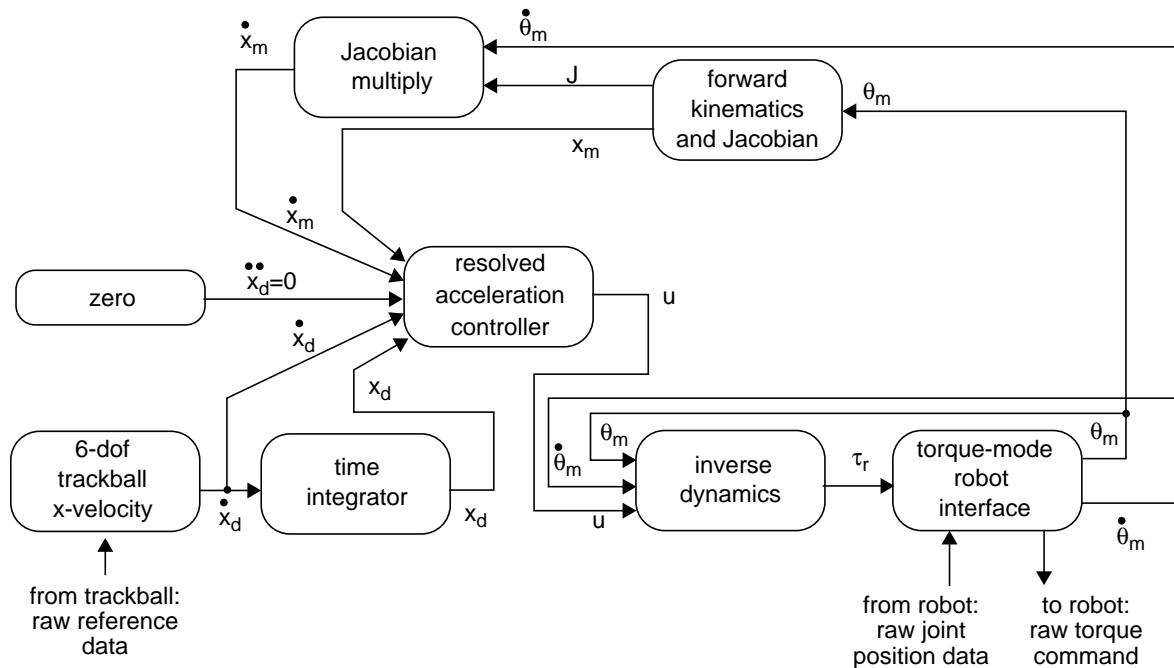 ẋm
Jacobian
multiply
θ̇m
J
forward
kinematics
and Jacobian
θm
xm
ẋm
zero
ẍd=0
resolved
acceleration
controller
u
ẋd
xd
6-dof
trackball
x-velocity
ẋd
time
integrator
xd
θm
θ̇m
u
inverse
dynamics
τr
torque-mode
robot
interface
θm
θ̇m
from trackball:
raw reference
data
from robot:
raw joint
position data
to robot:
raw torque
command